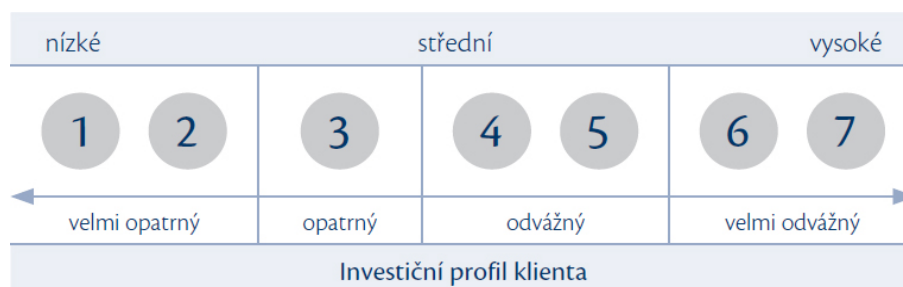 nízké střední vysoké
1 2 3 4 5 6 7
velmi opatrný opatrný odvážný velmi odvážný
Investiční profil klienta